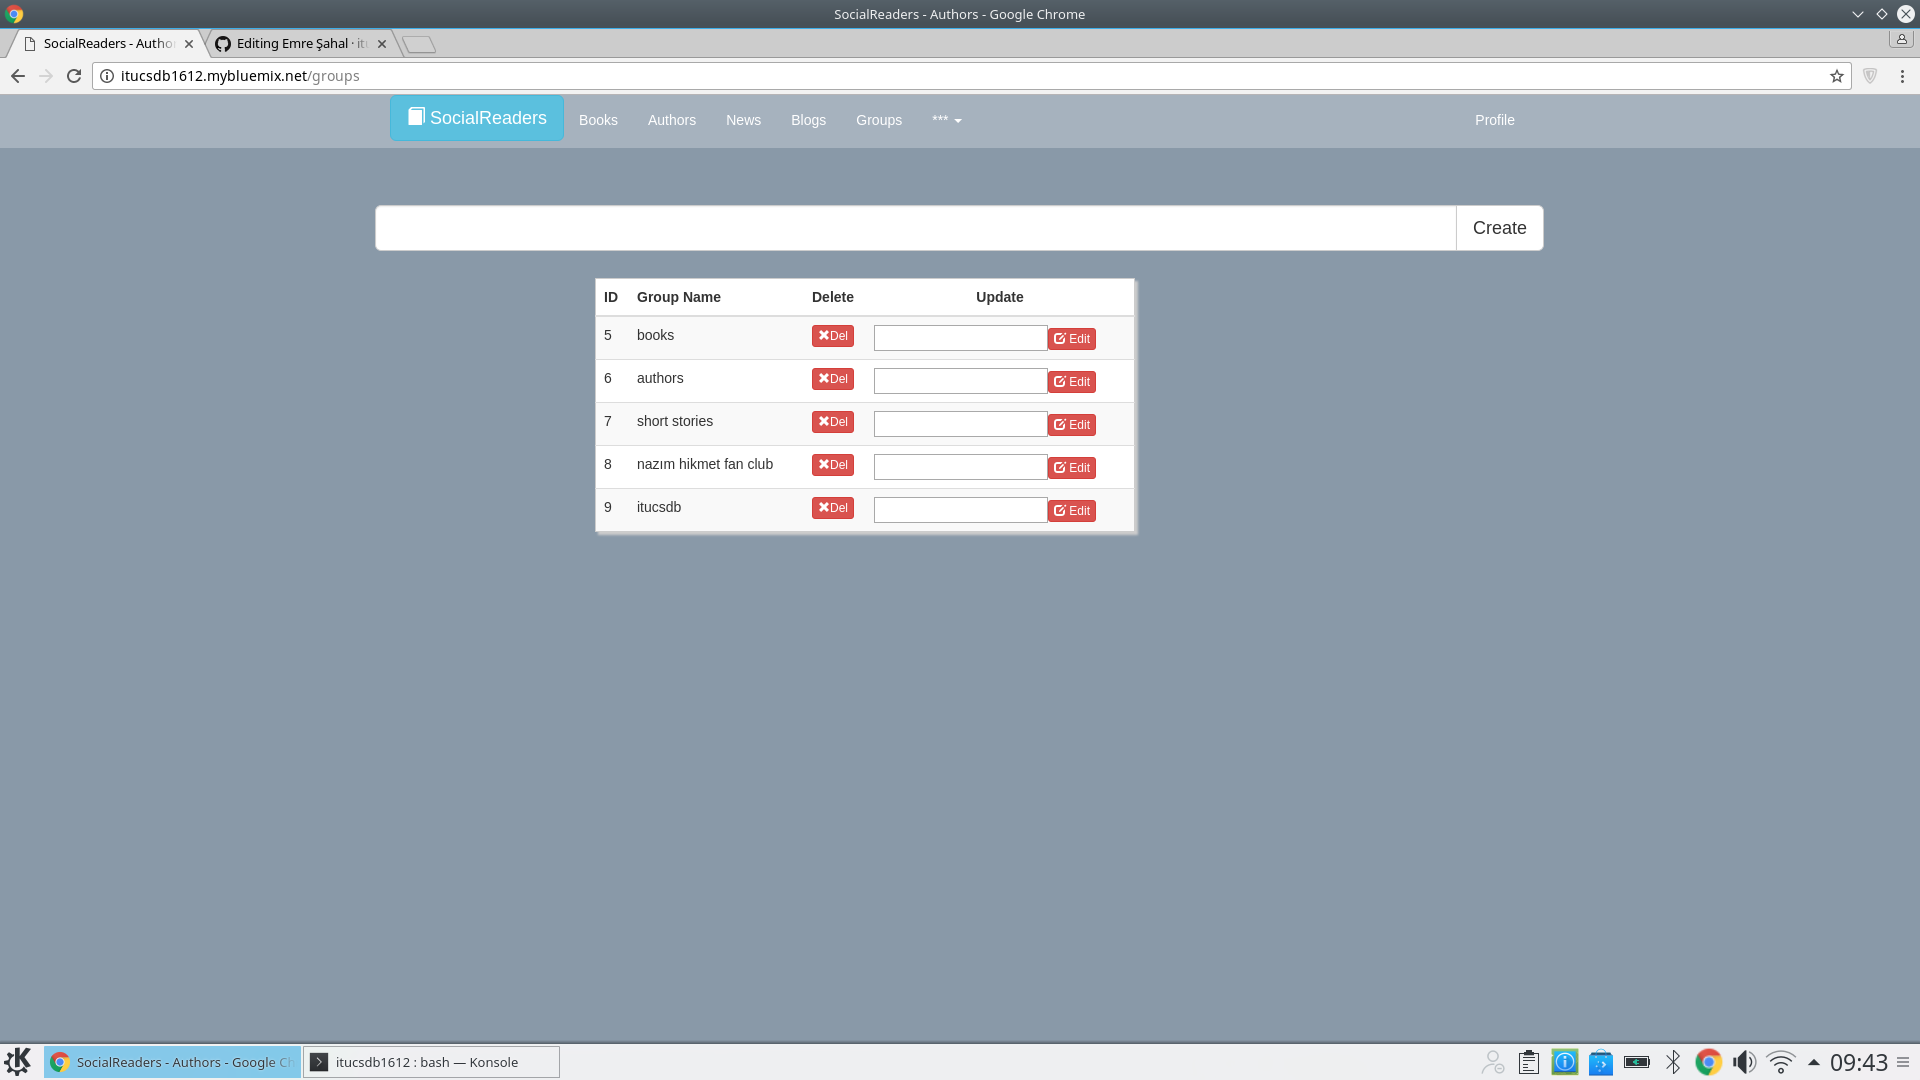 SocialReaders - Authors - Google Chrome
SocialReaders - Autho
Editing Emre Şahal · it
itucsdb1612.mybluemix.net/groups
SocialReaders
Books
Authors
News
Blogs
Groups
***
Profile
Create
ID Group Name Delete Update
5 books Del Edit
6 authors Del Edit
7 short stories Del Edit
8 nazım hikmet fan club Del Edit
9 itucsdb Del Edit
SocialReaders - Authors - Google Ch
itucsdb1612 : bash — Konsole
09:43